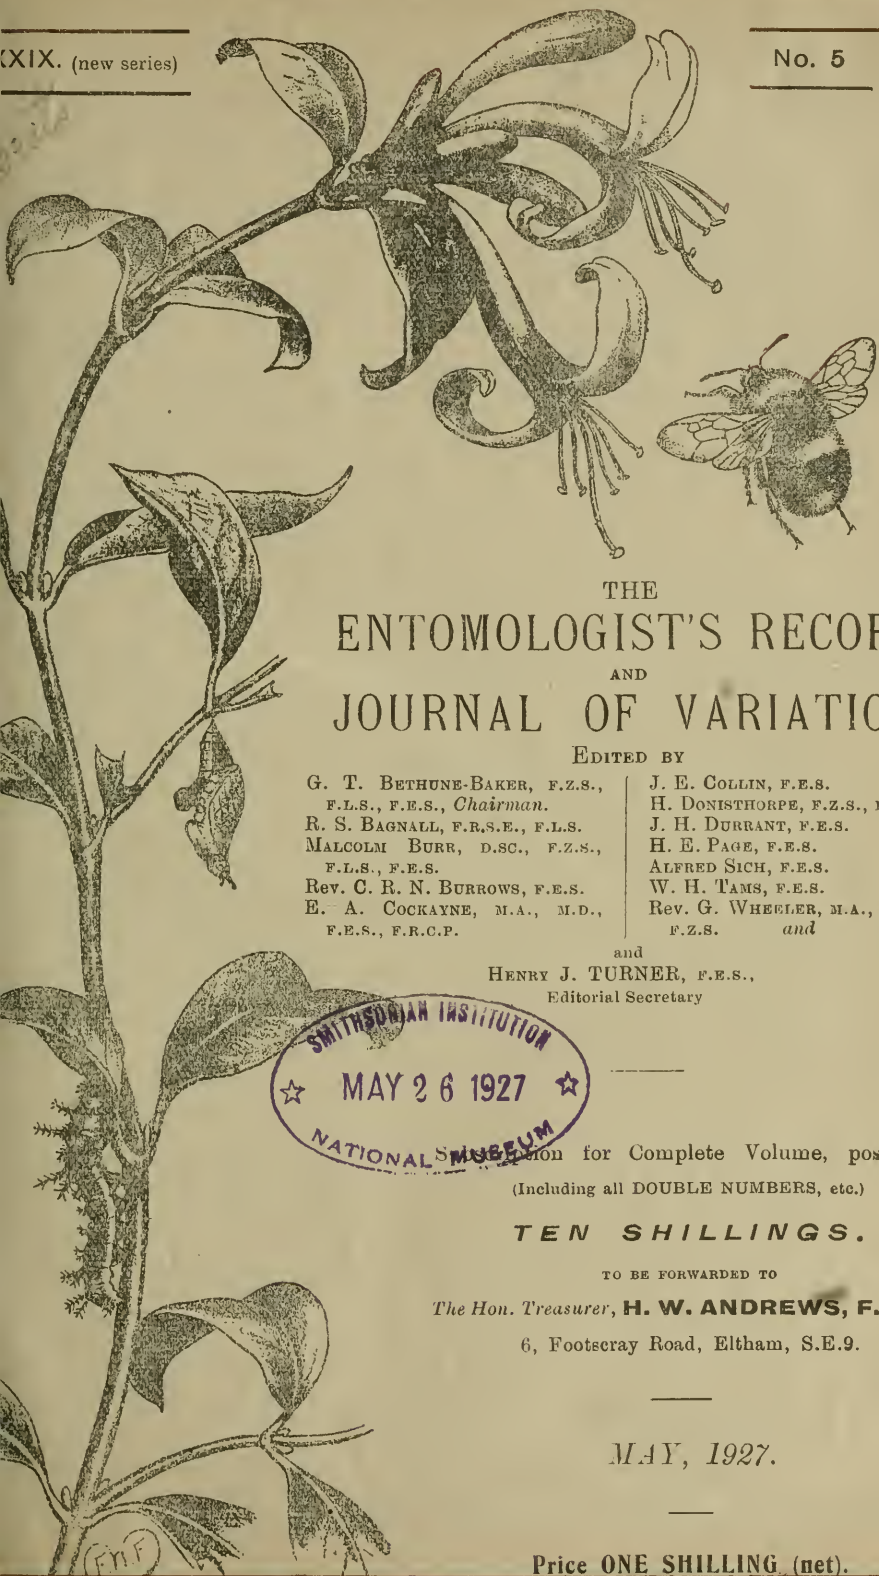 XIX. (new series)
No. 5
THE
ENTOMOLOGIST'S RECOR
AND
JOURNAL OF VARIATIO
EDITED BY
G. T. BETHUNE-BAKER, F.Z.S.,
F.L.S., F.E.S., Chairman.
R. S. BAGNALL, F.R.S.E., F.L.S.
MALCOLM BURR, D.SC., F.Z.S.,
F.L.S., F.E.S.
Rev. C. R. N. BURROWS, F.E.S.
E. A. COCKAYNE, M.A., M.D.,
F.E.S., F.R.C.P.
J. E. COLLIN, F.E.S.
H. DONISTHORPE, F.Z.S.,
J. H. DURRANT, F.E.S.
H. E. PAGE, F.E.S.
ALFRED SICH, F.E.S.
W. H. TAMS, F.E.S.
Rev. G. WHEELER, M.A.,
F.Z.S. and
and
HENRY J. TURNER, F.E.S.,
Editorial Secretary
SMITHSONIAN INSTITUTION
MAY 26 1927
NATIONAL MUSEUM
Subscription for Complete Volume, pos
(Including all DOUBLE NUMBERS, etc.)
TEN SHILLINGS.
TO BE FORWARDED TO
The Hon. Treasurer, H. W. ANDREWS, F.
6, Footscray Road, Eltham, S.E.9.
MAY, 1927.
Price ONE SHILLING (net).
F.N.F